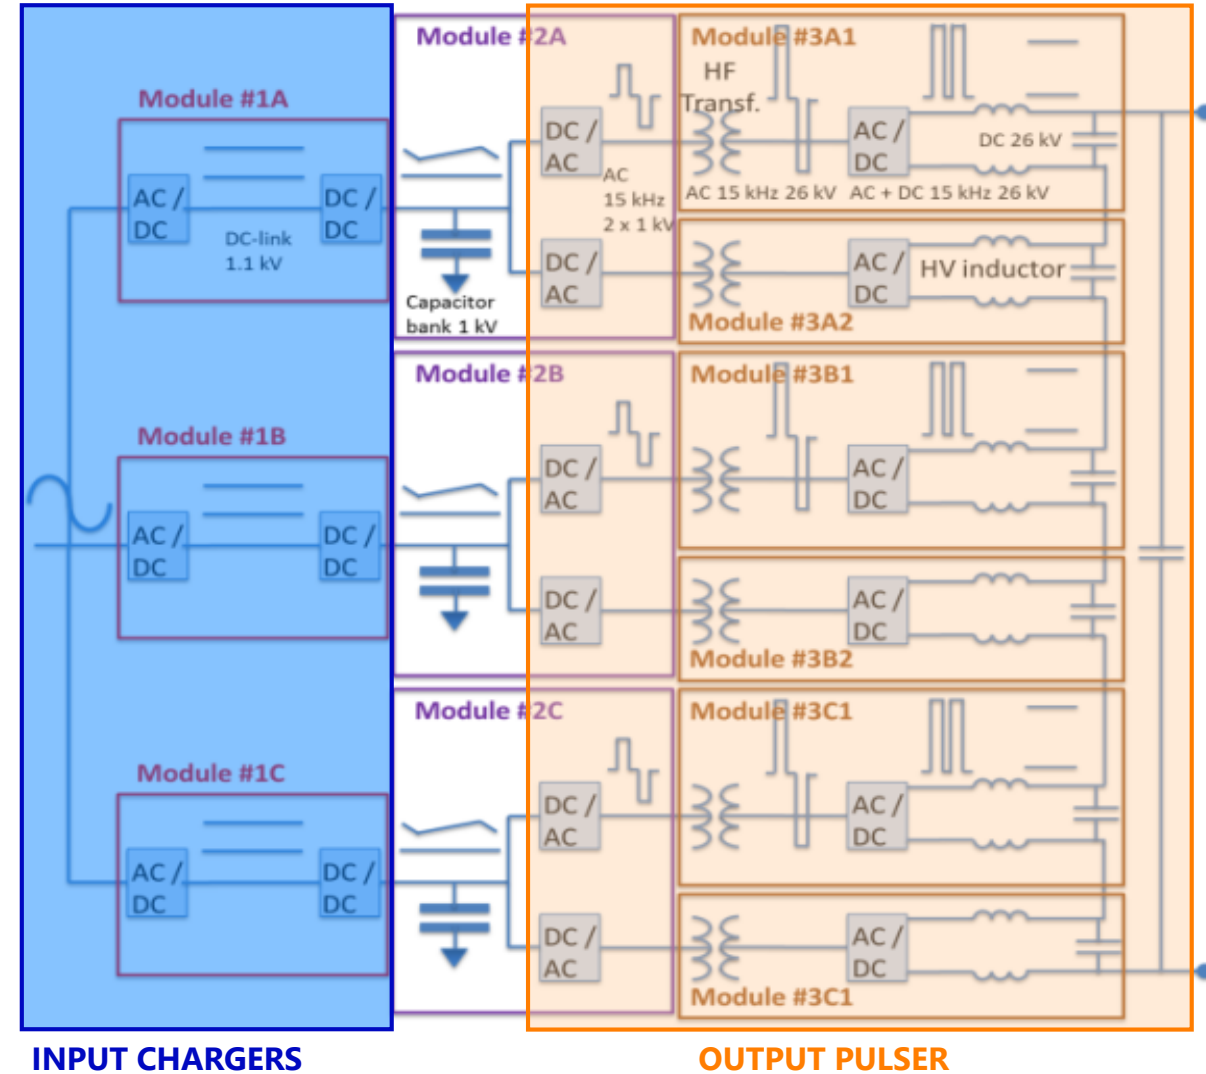 Module #2A
Module #3A1
HF
Transf.
Module #1A
DC /
AC
AC /
DC
DC 26 kV
AC
15 kHz
2 x 1 kV
AC 15 kHz 26 kV
AC + DC 15 kHz 26 kV
AC /
DC
DC /
DC
DC-link
1.1 kV
DC /
AC
AC /
DC
HV inductor
Capacitor
bank 1 kV
Module #3A2
Module #2B
Module #3B1
Module #1B
DC /
AC
AC /
DC
AC /
DC
DC /
DC
DC /
AC
AC /
DC
Module #3B2
Module #2C
Module #3C1
Module #1C
DC /
AC
AC /
DC
AC /
DC
DC /
DC
DC /
AC
AC /
DC
Module #3C1
INPUT CHARGERS
OUTPUT PULSER